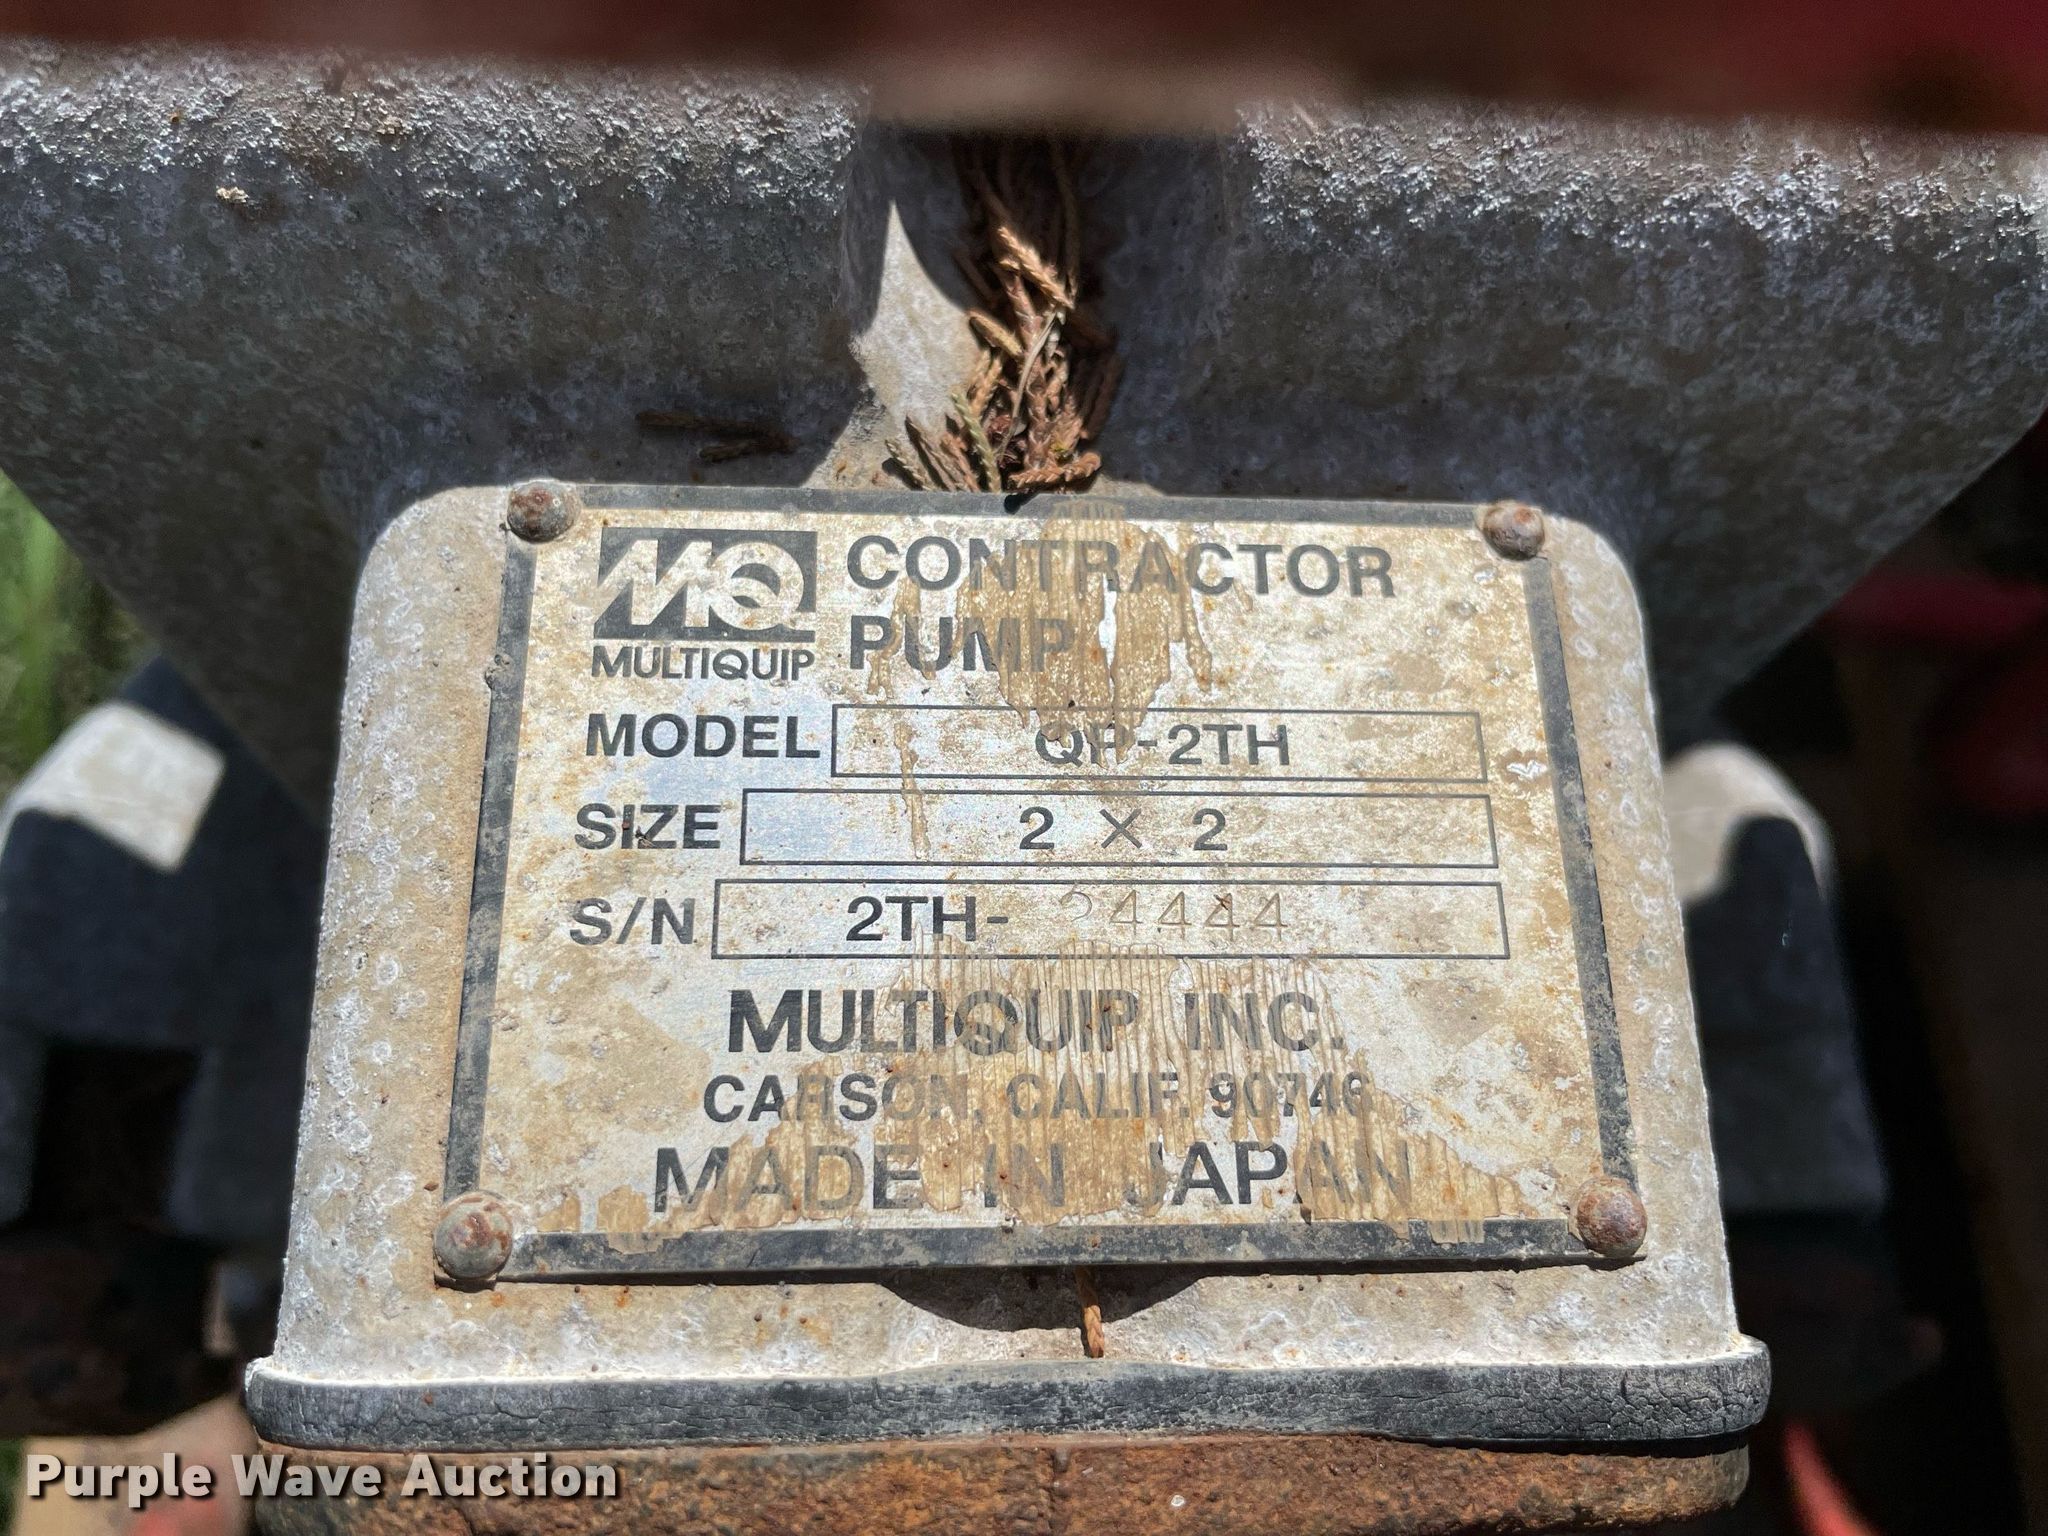 MQ CONTRACTOR
MULTIQUIP PUMP
MODEL QP-2TH
SIZE 2 X 2
S/N 2TH-
MULTIQUIP INC.
CARSON, CALIF. 90746
MADE IN JAPAN
Purple Wave Auction